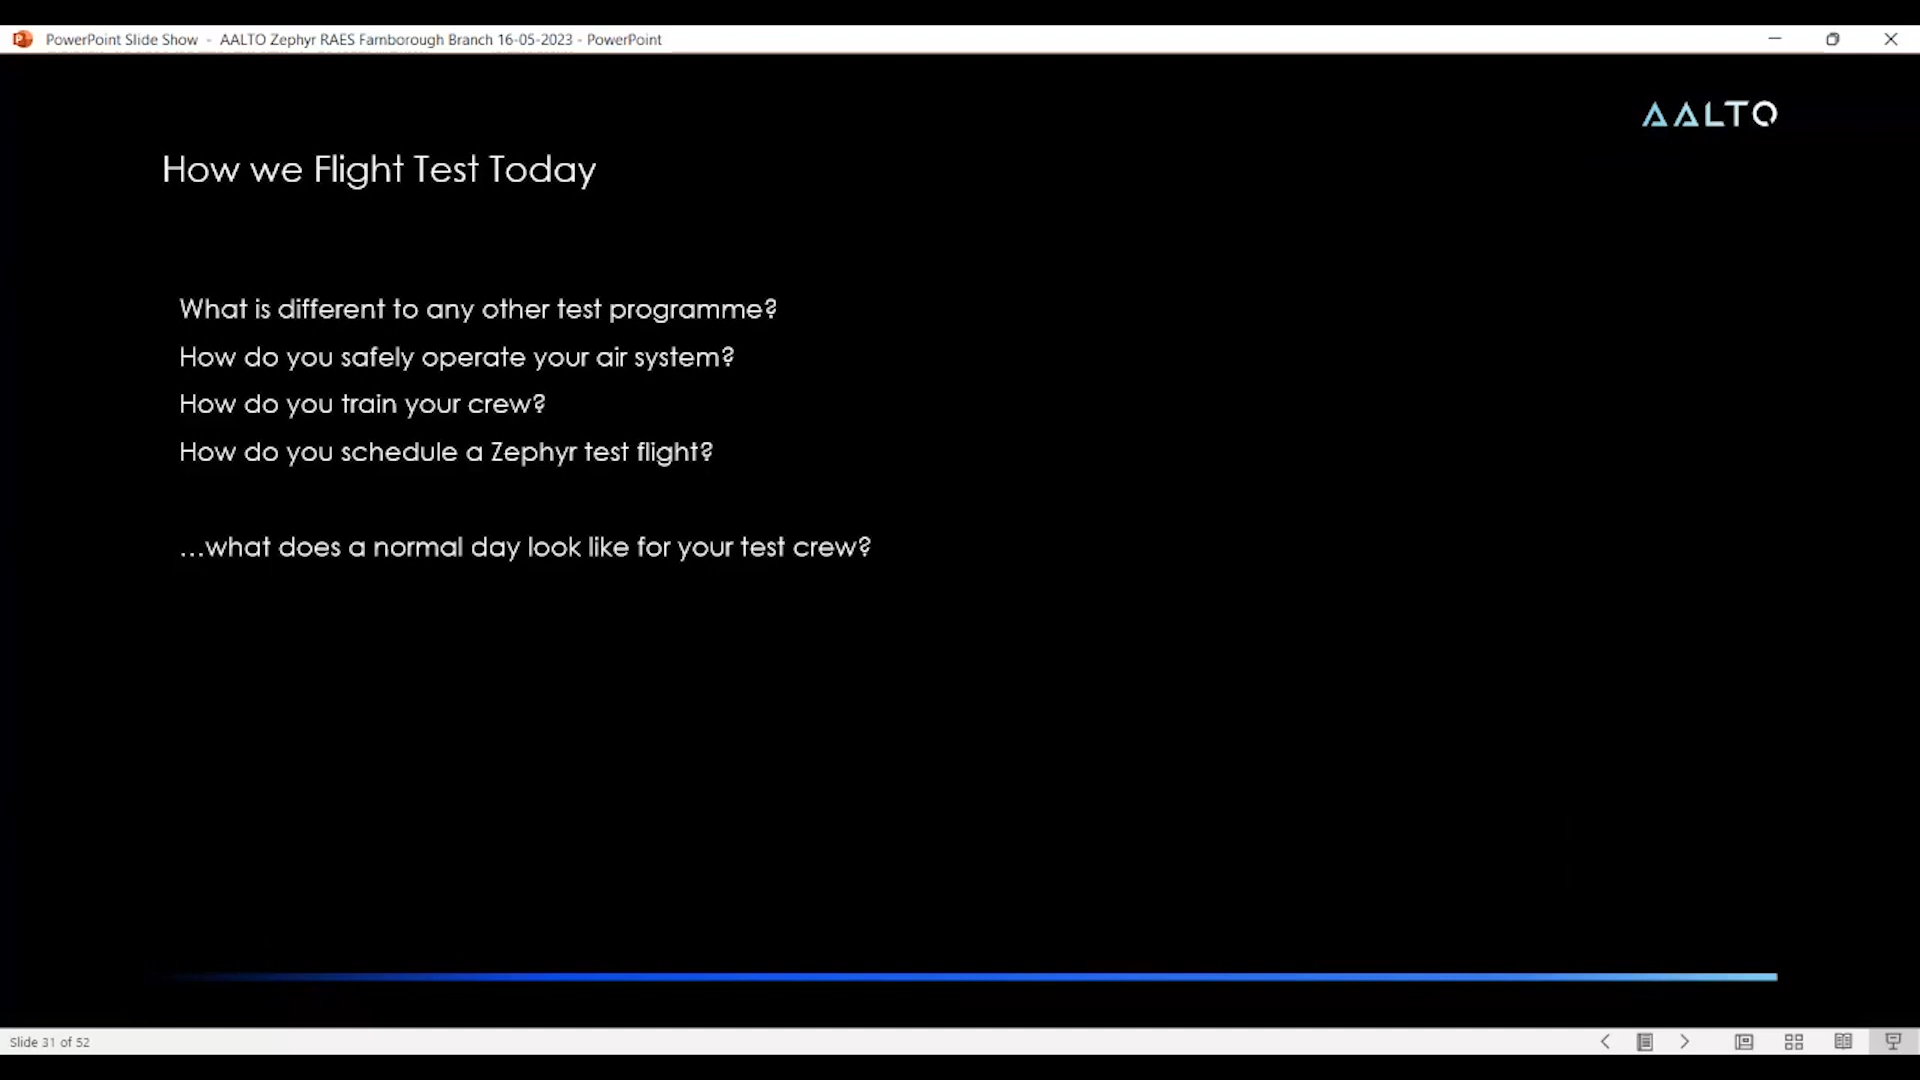 PowerPoint Slide Show - AALTO Zephyr RAES Farnborough Branch 16-05-2023 - PowerPoint
AALTO
How we Flight Test Today
What is different to any other test programme?
How do you safely operate your air system?
How do you train your crew?
How do you schedule a Zephyr test flight?
...what does a normal day look like for your test crew?
Slide 31 of 52